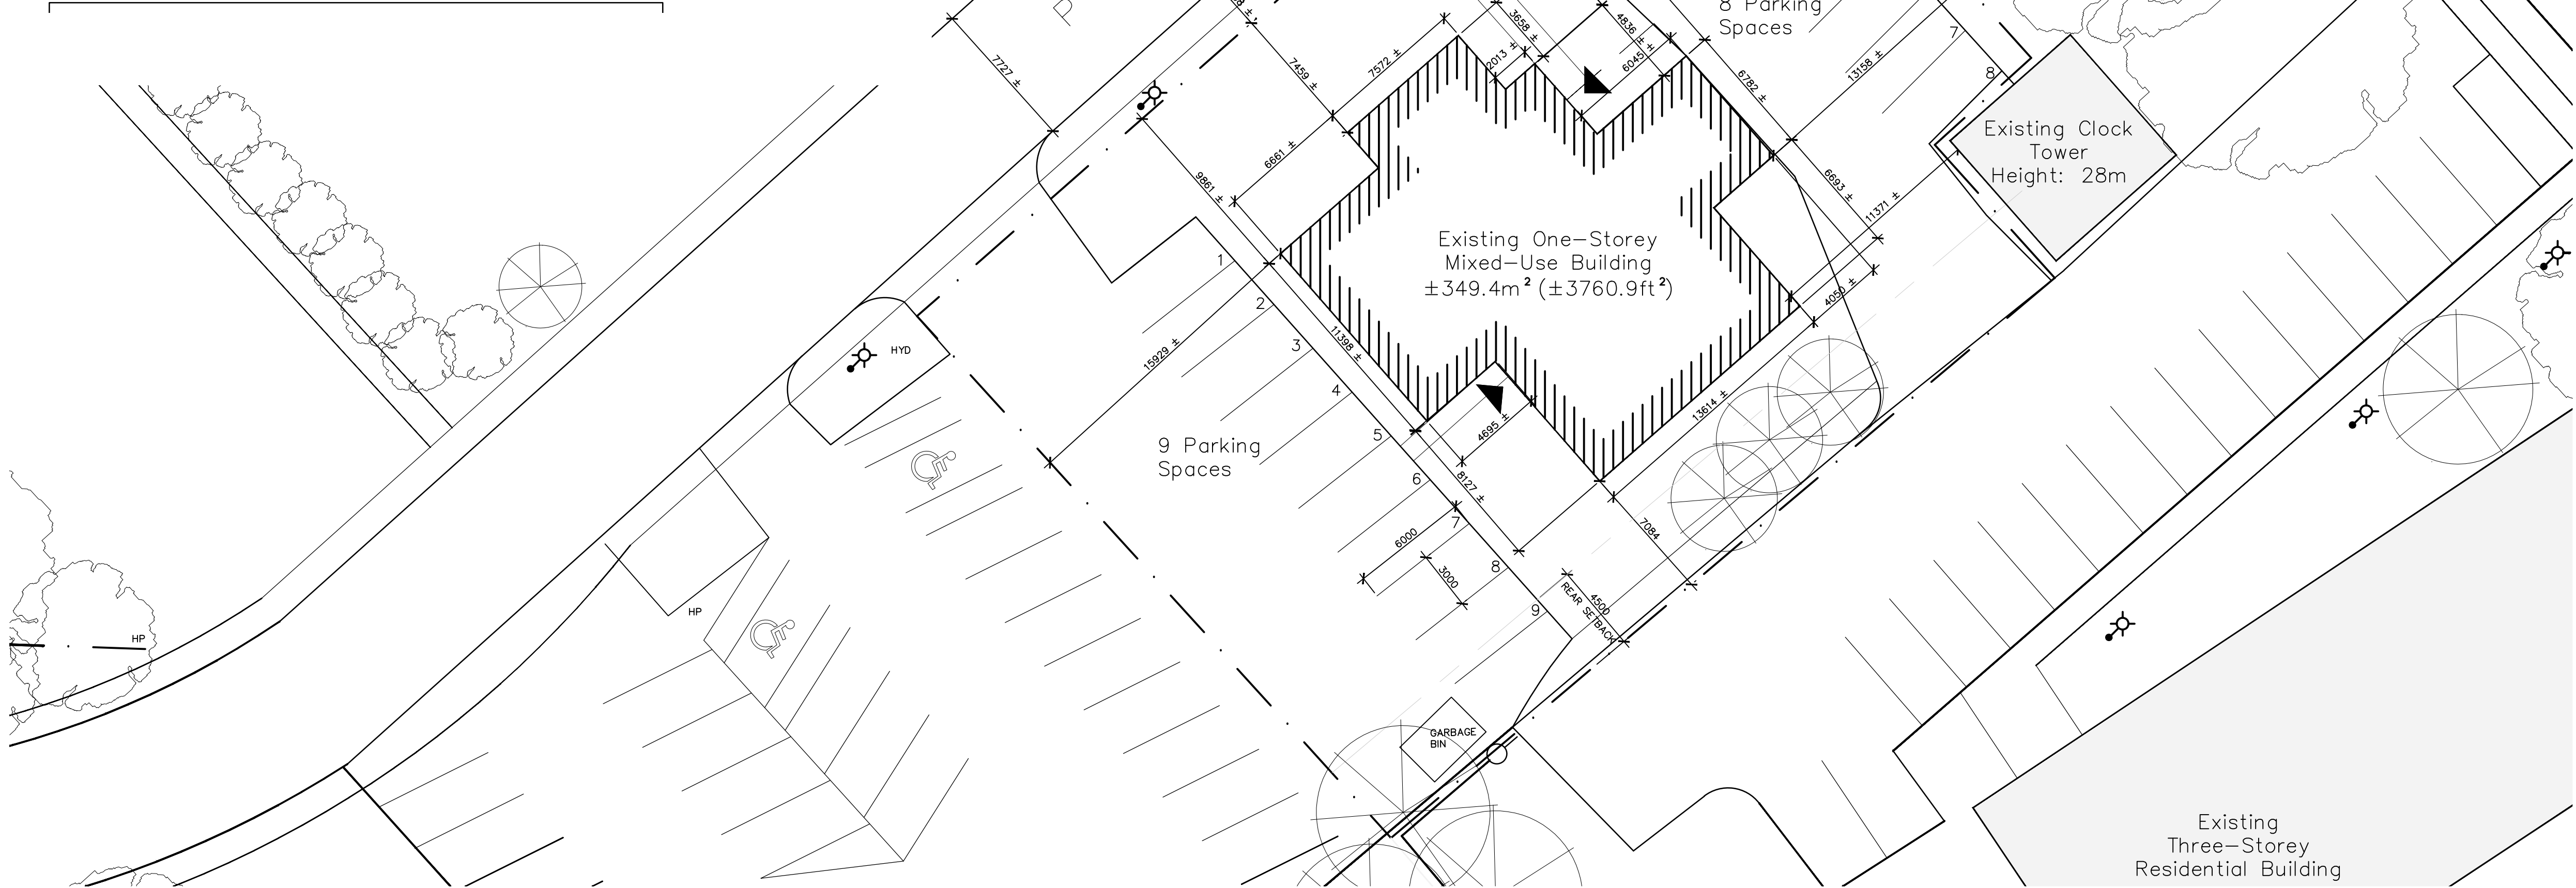 8 Parking
Spaces
7
8
Existing Clock
Tower
Height: 28m
7727 ±
7459 ±
7572 ±
3658 ±
2013 ±
4836 ±
6045 ±
6782 ±
13158 ±
6661 ±
9861 ±
6693 ±
11371 ±
4050 ±
Existing One-Storey
Mixed-Use Building
±349.4m² (±3760.9ft²)
1
2
3
4
5
6
7
8
9
15929 ±
11398 ±
4695 ±
8127 ±
13614 ±
7084
6000
3000
4500
REAR SETBACK
9 Parking
Spaces
HYD
HP
HP
GARBAGE
BIN
Existing
Three-Storey
Residential Building